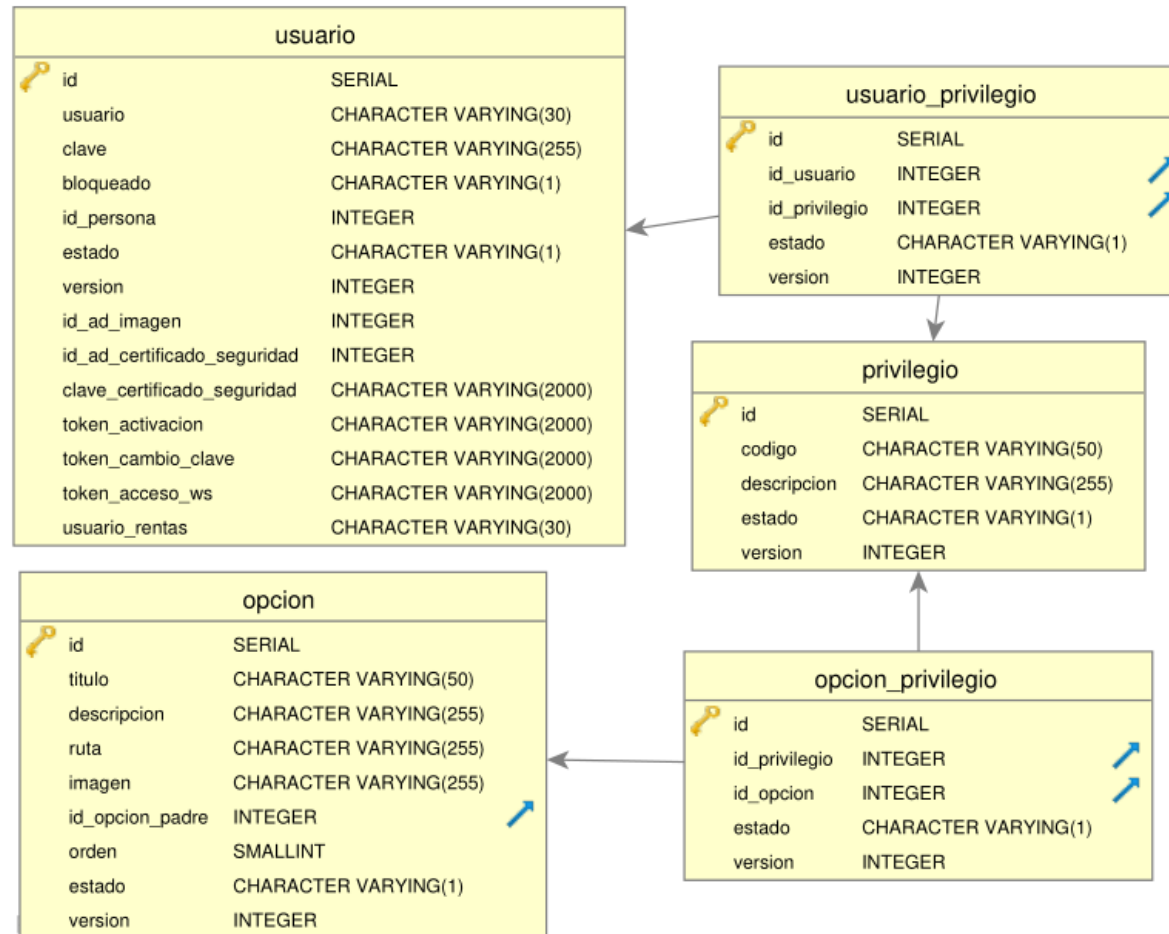 usuario
id SERIAL
usuario CHARACTER VARYING(30)
clave CHARACTER VARYING(255)
bloqueado CHARACTER VARYING(1)
id_persona INTEGER
estado CHARACTER VARYING(1)
version INTEGER
id_ad_imagen INTEGER
id_ad_certificado_seguridad INTEGER
clave_certificado_seguridad CHARACTER VARYING(2000)
token_activacion CHARACTER VARYING(2000)
token_cambio_clave CHARACTER VARYING(2000)
token_acceso_ws CHARACTER VARYING(2000)
usuario_rentas CHARACTER VARYING(30)
usuario_privilegio
id SERIAL
id_usuario INTEGER
id_privilegio INTEGER
estado CHARACTER VARYING(1)
version INTEGER
privilegio
id SERIAL
codigo CHARACTER VARYING(50)
descripcion CHARACTER VARYING(255)
estado CHARACTER VARYING(1)
version INTEGER
opcion
id SERIAL
titulo CHARACTER VARYING(50)
descripcion CHARACTER VARYING(255)
ruta CHARACTER VARYING(255)
imagen CHARACTER VARYING(255)
id_opcion_padre INTEGER
orden SMALLINT
estado CHARACTER VARYING(1)
version INTEGER
opcion_privilegio
id SERIAL
id_privilegio INTEGER
id_opcion INTEGER
estado CHARACTER VARYING(1)
version INTEGER